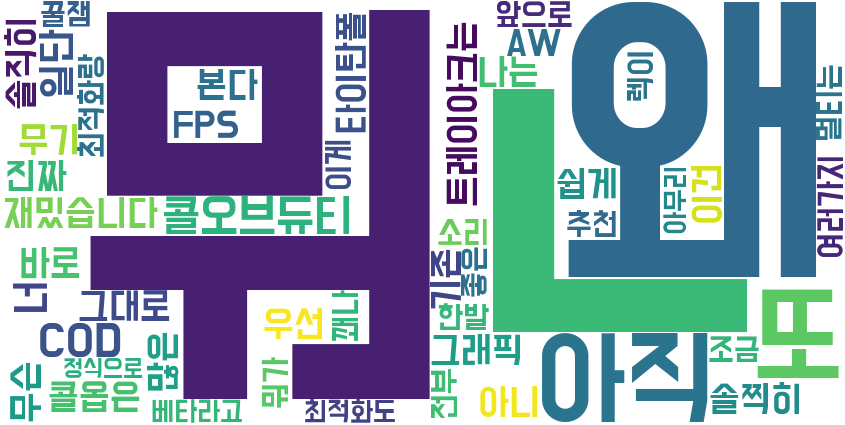 꿀잼
솔직히
일단
최적화랑
뭐
본다
FPS
타이탄폴
이게
무기
진짜
재밌습니다
콜오브듀티
바로
너
그대로
COD
우선
깨나
정식으로
무슨
콜옵은
많은
베타라고
뭔가
최적화도
앞으로
AW
나는
트레이아크는
왜
렉이
멀티는
쉽게
추천
아무리
이건
여러가지
ㄴ
소리
기존
좋은
한발
그래픽
전부
아니
아직
조금
솔찍히